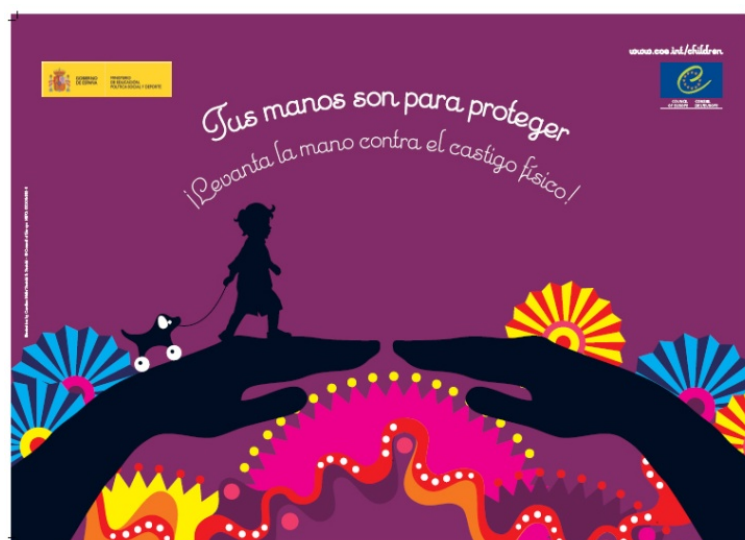 www.coe.int/children
GOBIERNO
DE ESPAÑA
MINISTERIO
DE EDUCACIÓN,
POLÍTICA SOCIAL Y DEPORTE
COUNCIL
OF EUROPE
CONSEIL
DE L'EUROPE
Tus manos son para proteger
¡Levanta la mano contra el castigo físico!